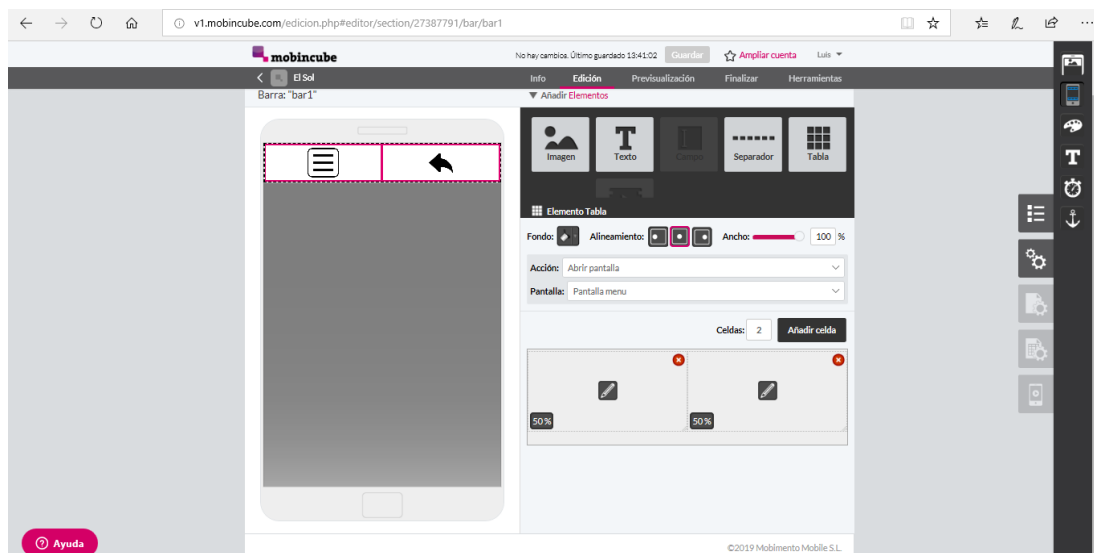 v1.mobincube.com/edicion.php#editor/section/27387791/bar/bar1
mobincube
No hay cambios. Último guardado 13:41:02 Guardar Ampliar cuenta Luis
El Sol Info Edición Previsualización Finalizar Herramientas
Barra: "bar1" Añadir Elementos
Imagen Texto Campo Separador Tabla
Elemento Tabla
Fondo: Alineamiento: Ancho: 100 %
Acción: Abrir pantalla
Pantalla: Pantalla menu
Celdas: 2 Añadir celda
50% 50%
Ayuda
©2019 Mobimento Mobile S.L.